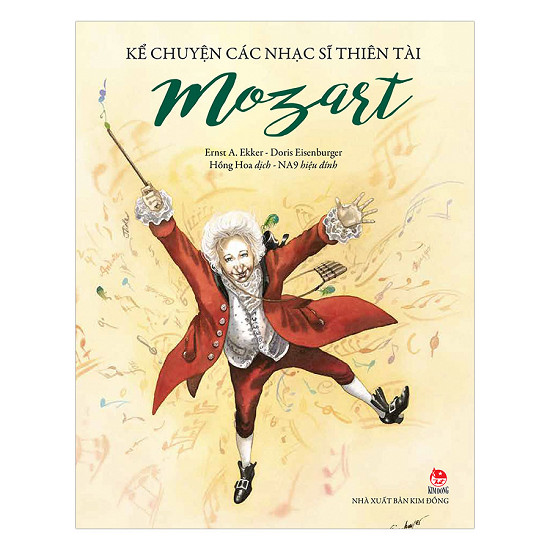 KỂ CHUYỆN CÁC NHẠC SĨ THIÊN TÀI
Mozart
Ernst A. Ekker - Doris Eisenburger
Hồng Hoa dịch - NA9 hiệu đính
KIM ĐỒNG
NHÀ XUẤT BẢN KIM ĐỒNG